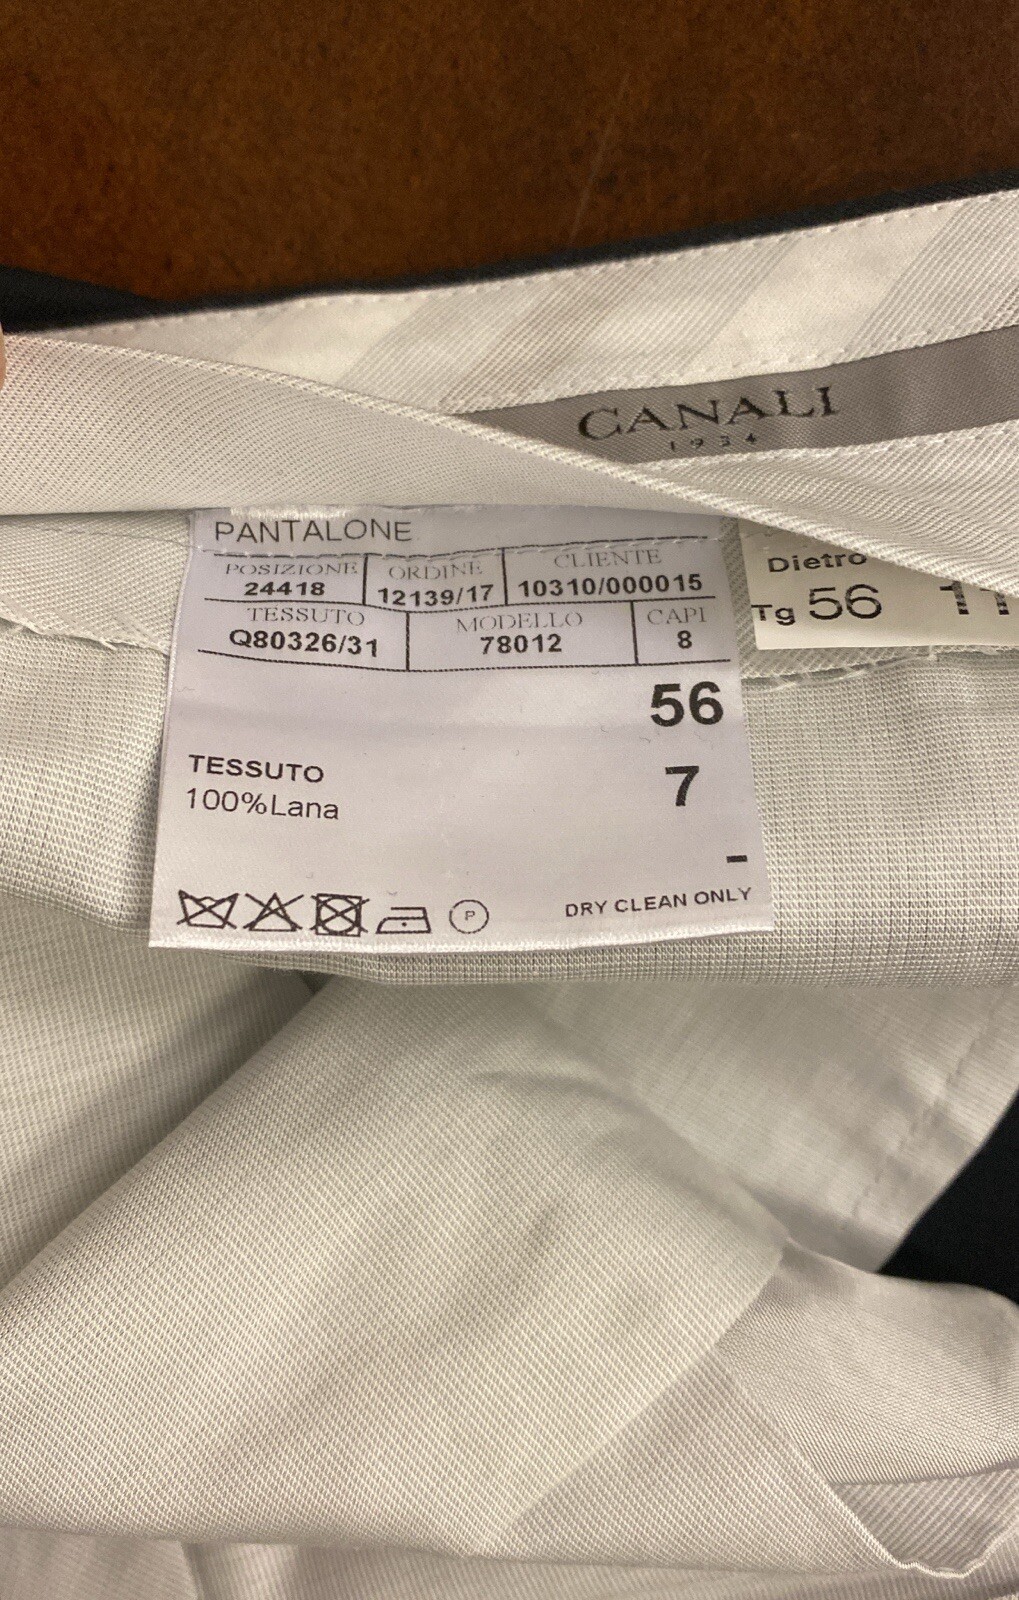 CANALI
1934
PANTALONE
POSIZIONE ORDINE CLIENTE
24418 12139/17 10310/000015
TESSUTO MODELLO CAPI
Q80326/31 78012 8
56
TESSUTO 7
100%Lana
-
DRY CLEAN ONLY
P
Dietro
Tg 56